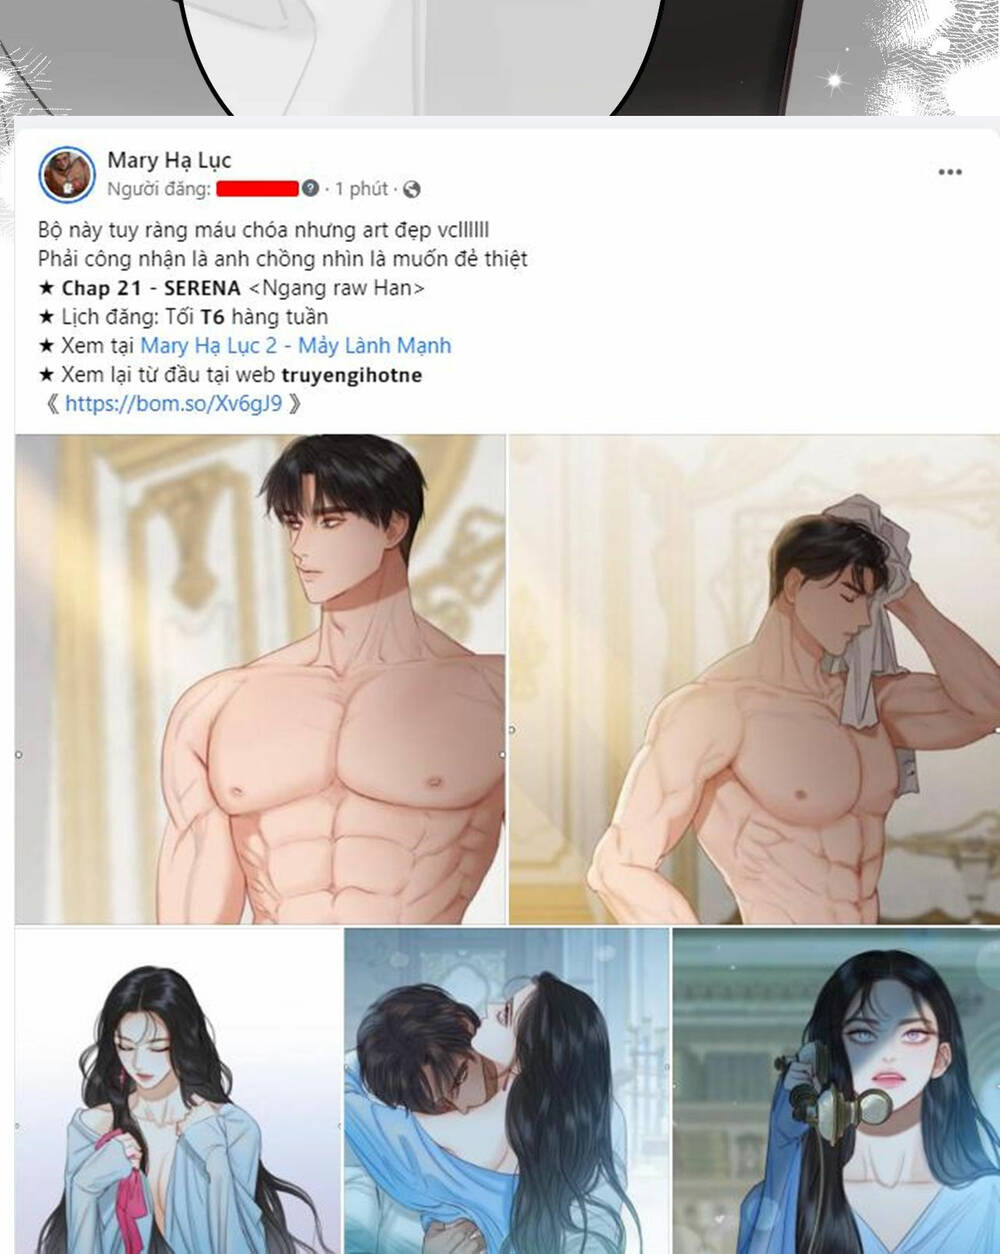 Mary Hạ Lục
Người đăng: · 1 phút ·
Bộ này tuy ràng máu chóa nhưng art đẹp vcllllll
Phải công nhận là anh chồng nhìn là muốn đẻ thiệt
★ Chap 21 - SERENA <Ngang raw Han>
★ Lịch đăng: Tối T6 hàng tuần
★ Xem tại Mary Hạ Lục 2 - Mảy Lành Mạnh
★ Xem lại từ đầu tại web truyengihotne
《 https://bom.so/Xv6gJ9 》